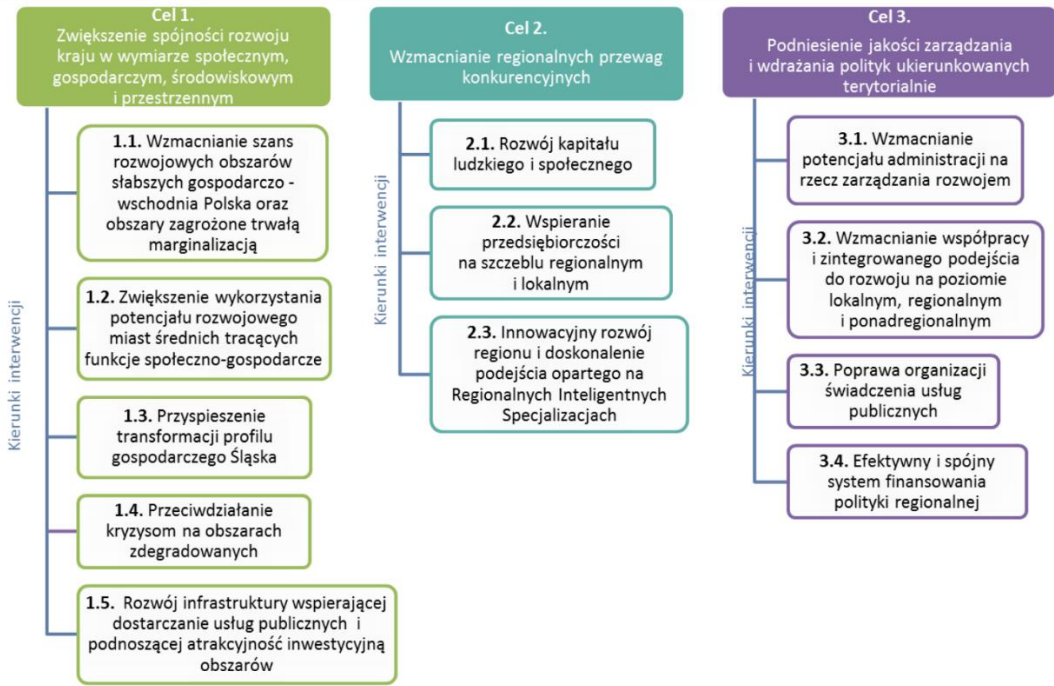 Cel 1.
Zwiększenie spójności rozwoju
kraju w wymiarze społecznym,
gospodarczym, środowiskowym
i przestrzennym
Kierunki interwencji
1.1. Wzmacnianie szans
rozwojowych obszarów
słabszych gospodarczo -
wschodnia Polska oraz
obszary zagrożone trwałą
marginalizacją
1.2. Zwiększenie wykorzystania
potencjału rozwojowego
miast średnich tracących
funkcje społeczno-gospodarcze
1.3. Przyspieszenie
transformacji profilu
gospodarczego Śląska
1.4. Przeciwdziałanie
kryzysom na obszarach
zdegradowanych
1.5. Rozwój infrastruktury wspierającej
dostarczanie usług publicznych i
podnoszącej atrakcyjność inwestycyjną
obszarów
Cel 2.
Wzmacnianie regionalnych przewag
konkurencyjnych
Kierunki interwencji
2.1. Rozwój kapitału
ludzkiego i społecznego
2.2. Wspieranie
przedsiębiorczości
na szczeblu regionalnym
i lokalnym
2.3. Innowacyjny rozwój
regionu i doskonalenie
podejścia opartego na
Regionalnych Inteligentnych
Specjalizacjach
Cel 3.
Podniesienie jakości zarządzania
i wdrażania polityk ukierunkowanych
terytorialnie
Kierunki interwencji
3.1. Wzmacnianie
potencjału administracji na
rzecz zarządzania rozwojem
3.2. Wzmacnianie współpracy
i zintegrowanego podejścia
do rozwoju na poziomie
lokalnym, regionalnym
i ponadregionalnym
3.3. Poprawa organizacji
świadczenia usług
publicznych
3.4. Efektywny i spójny
system finansowania
polityki regionalnej